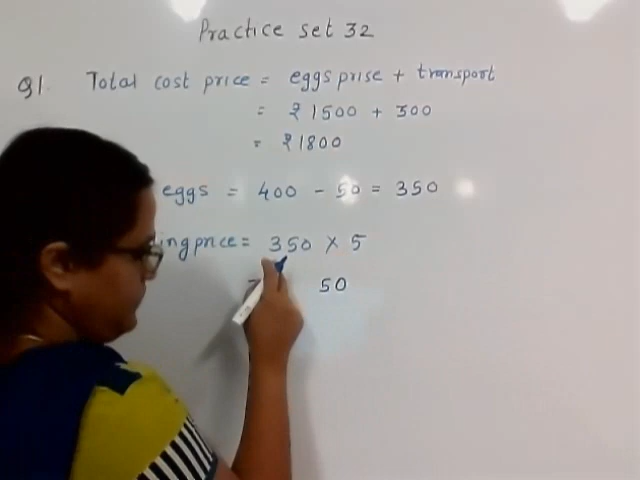 Practice set 32
Q1. Total cost price = eggs prise + transport
= ₹1500 + 300
= ₹1800
eggs = 400 - 50 = 350
ing price = 350 × 5
50